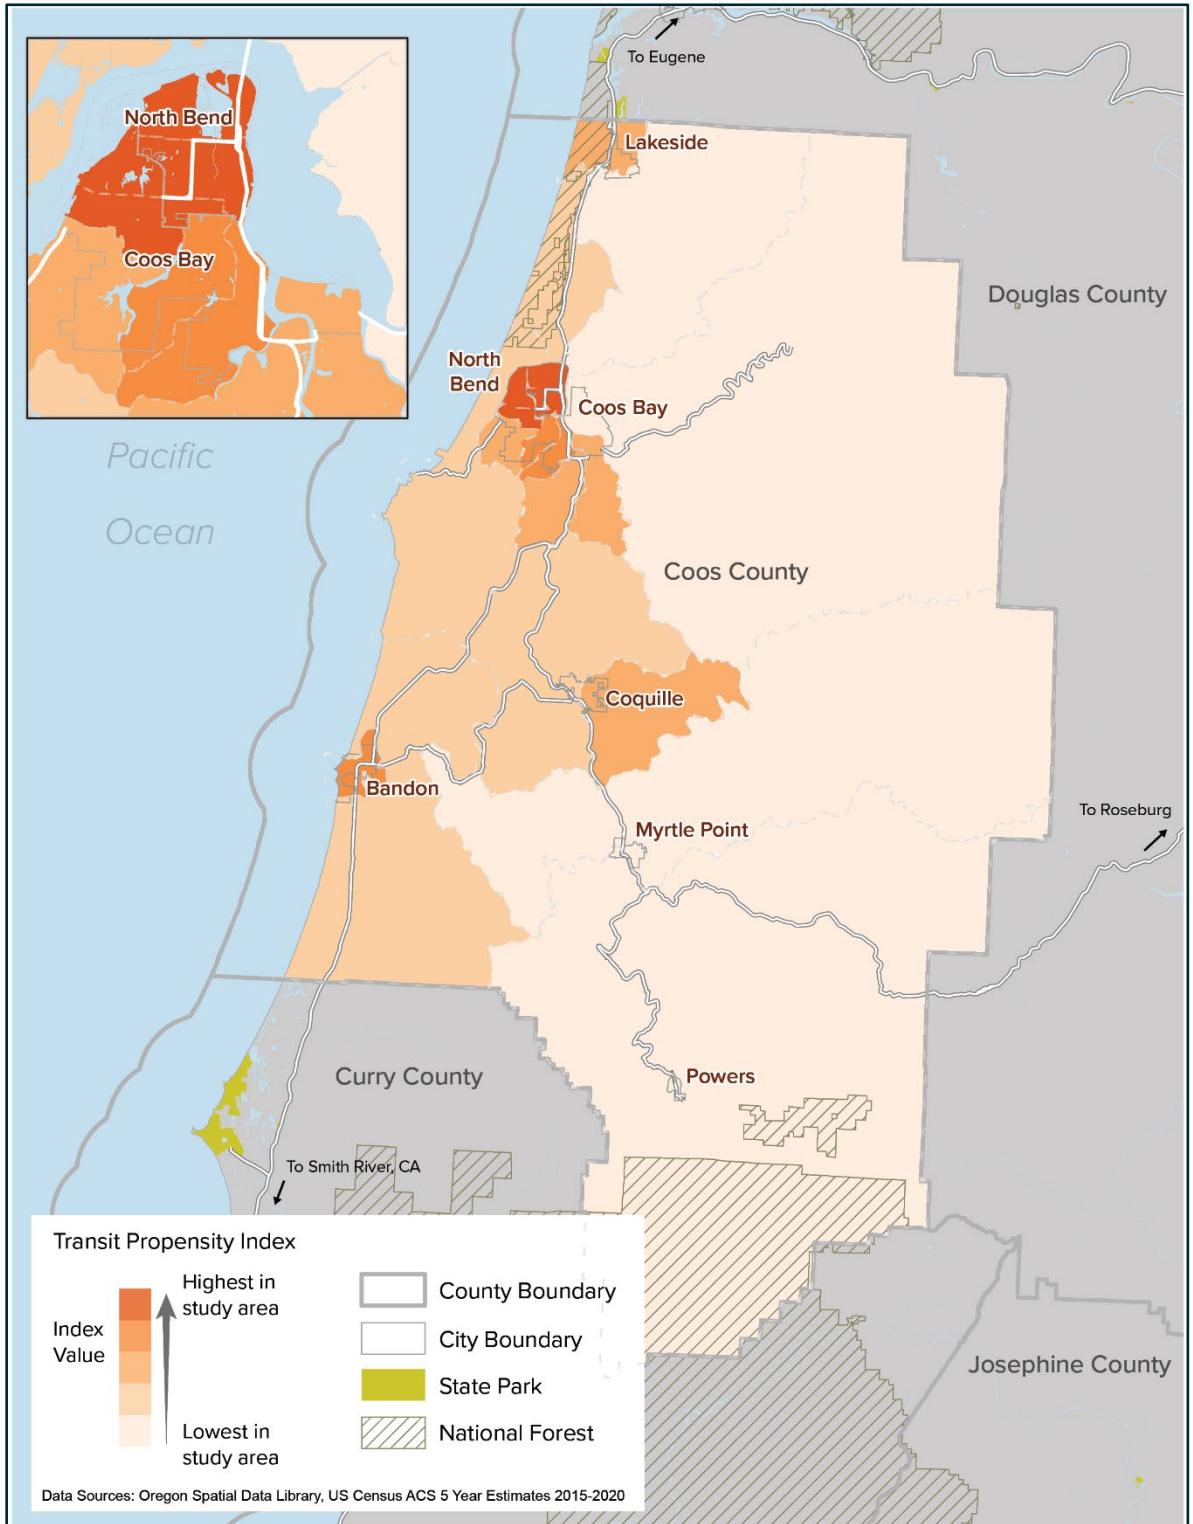 To Eugene
North Bend
Lakeside
Coos Bay
Douglas County
North
Bend
Coos Bay
Pacific
Ocean
Coos County
Coquille
Bandon
To Roseburg
Myrtle Point
Curry County
Powers
To Smith River, CA
Transit Propensity Index
Highest in
study area
Index
Value
Lowest in
study area
County Boundary
City Boundary
State Park
National Forest
Josephine County
Data Sources: Oregon Spatial Data Library, US Census ACS 5 Year Estimates 2015-2020